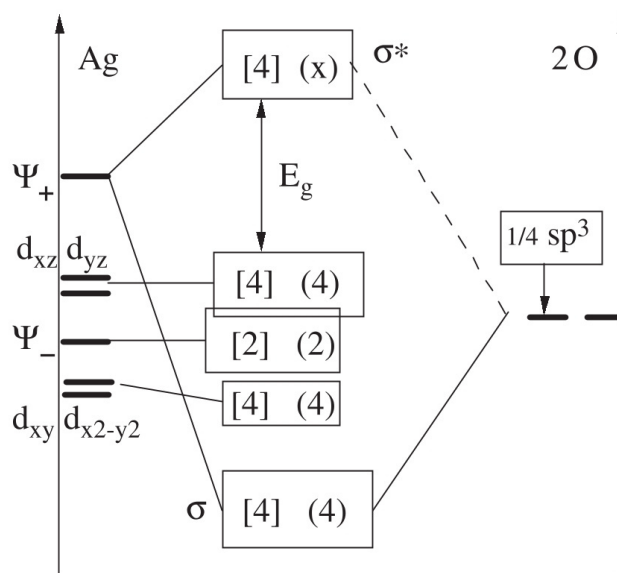 Ag
[4] (x)
σ*
2 O
Ψ+
Eg
1/4 sp³
dxz dyz
[4] (4)
Ψ−
[2] (2)
[4] (4)
dxy dx2-y2
σ
[4] (4)